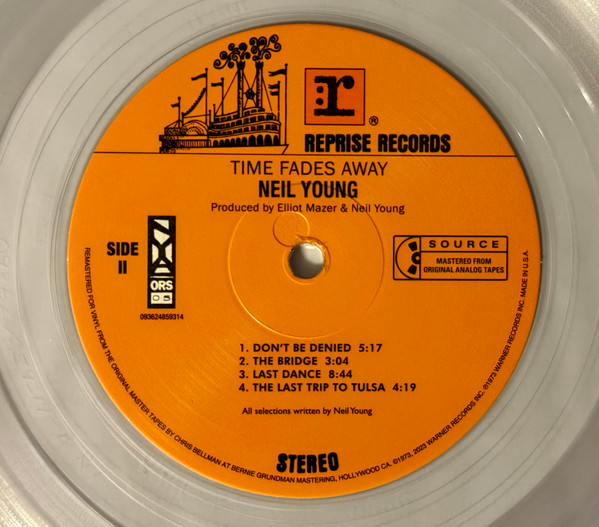 r
®
REPRISE RECORDS
TIME FADES AWAY
NEIL YOUNG
Produced by Elliot Mazer & Neil Young
SIDE
II
ORS
093624859314
SOURCE
MASTERED FROM
ORIGINAL ANALOG TAPES
1. DON'T BE DENIED 5:17
2. THE BRIDGE 3:04
3. LAST DANCE 8:44
4. THE LAST TRIP TO TULSA 4:19
All selections written by Neil Young
STEREO
REMASTERED FOR VINYL FROM THE ORIGINAL MASTER TAPES BY CHRIS BELLMAN AT BERNIE GRUNDMAN MASTERING, HOLLYWOOD CA. ©1973, 2023 WARNER RECORDS INC. ℗1973 WARNER RECORDS INC. MADE IN U.S.A.